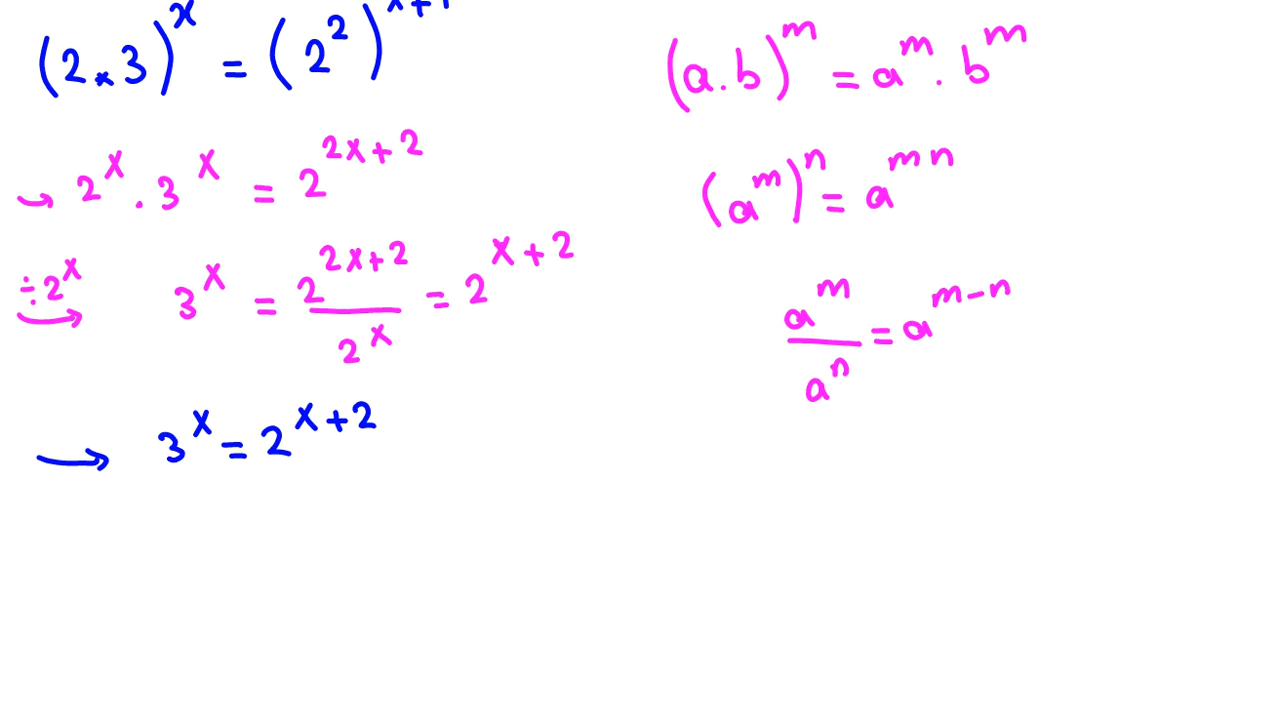 (2 × 3)^x = (2^2)^{x+1}
→ 2^x . 3^x = 2^{2x+2}
÷2^x → 3^x = 2^{2x+2} / 2^x = 2^{x+2}
→ 3^x = 2^{x+2}
(a.b)^m = a^m . b^m
(a^m)^n = a^{mn}
a^m / a^n = a^{m-n}